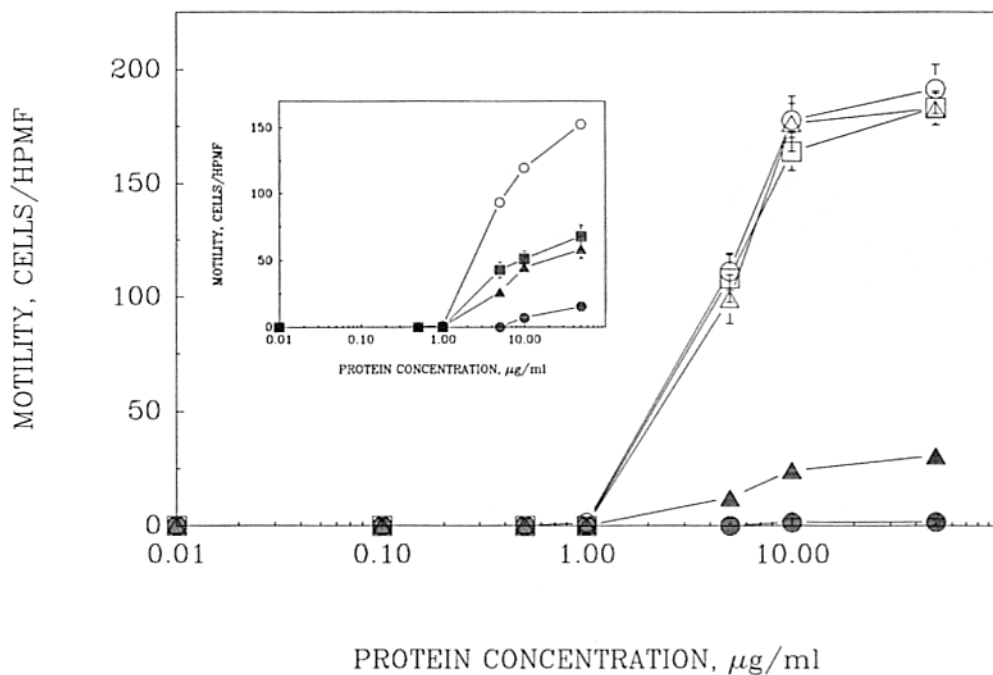 MOTILITY, CELLS/HPMF
200
150
100
50
0
0.01 0.10 1.00 10.00
PROTEIN CONCENTRATION, μg/ml
MOTILITY, CELLS/HPMF
150
100
50
0
0.01 0.10 1.00 10.00
PROTEIN CONCENTRATION, μg/ml